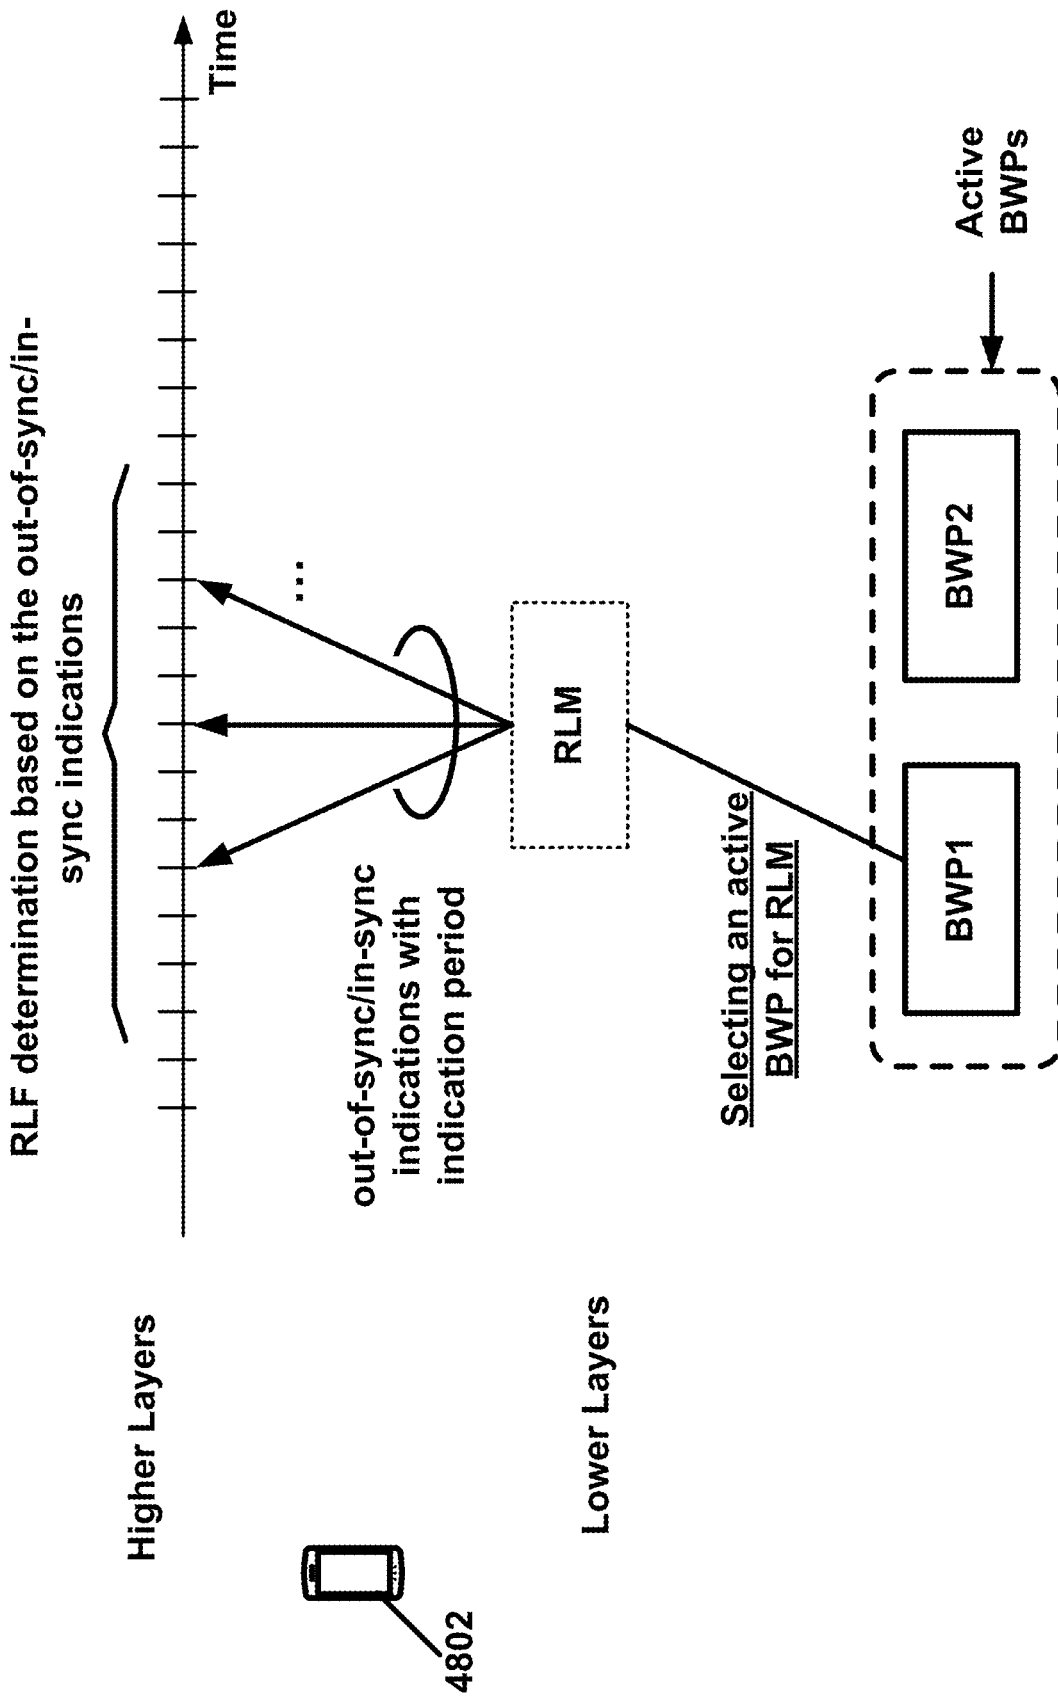 RLF determination based on the out-of-sync/in-
sync indications
Time
Higher Layers
out-of-sync/in-sync
indications with
indication period
...
4802
RLM
Lower Layers
Selecting an active
BWP for RLM
BWP1
BWP2
Active
BWPs